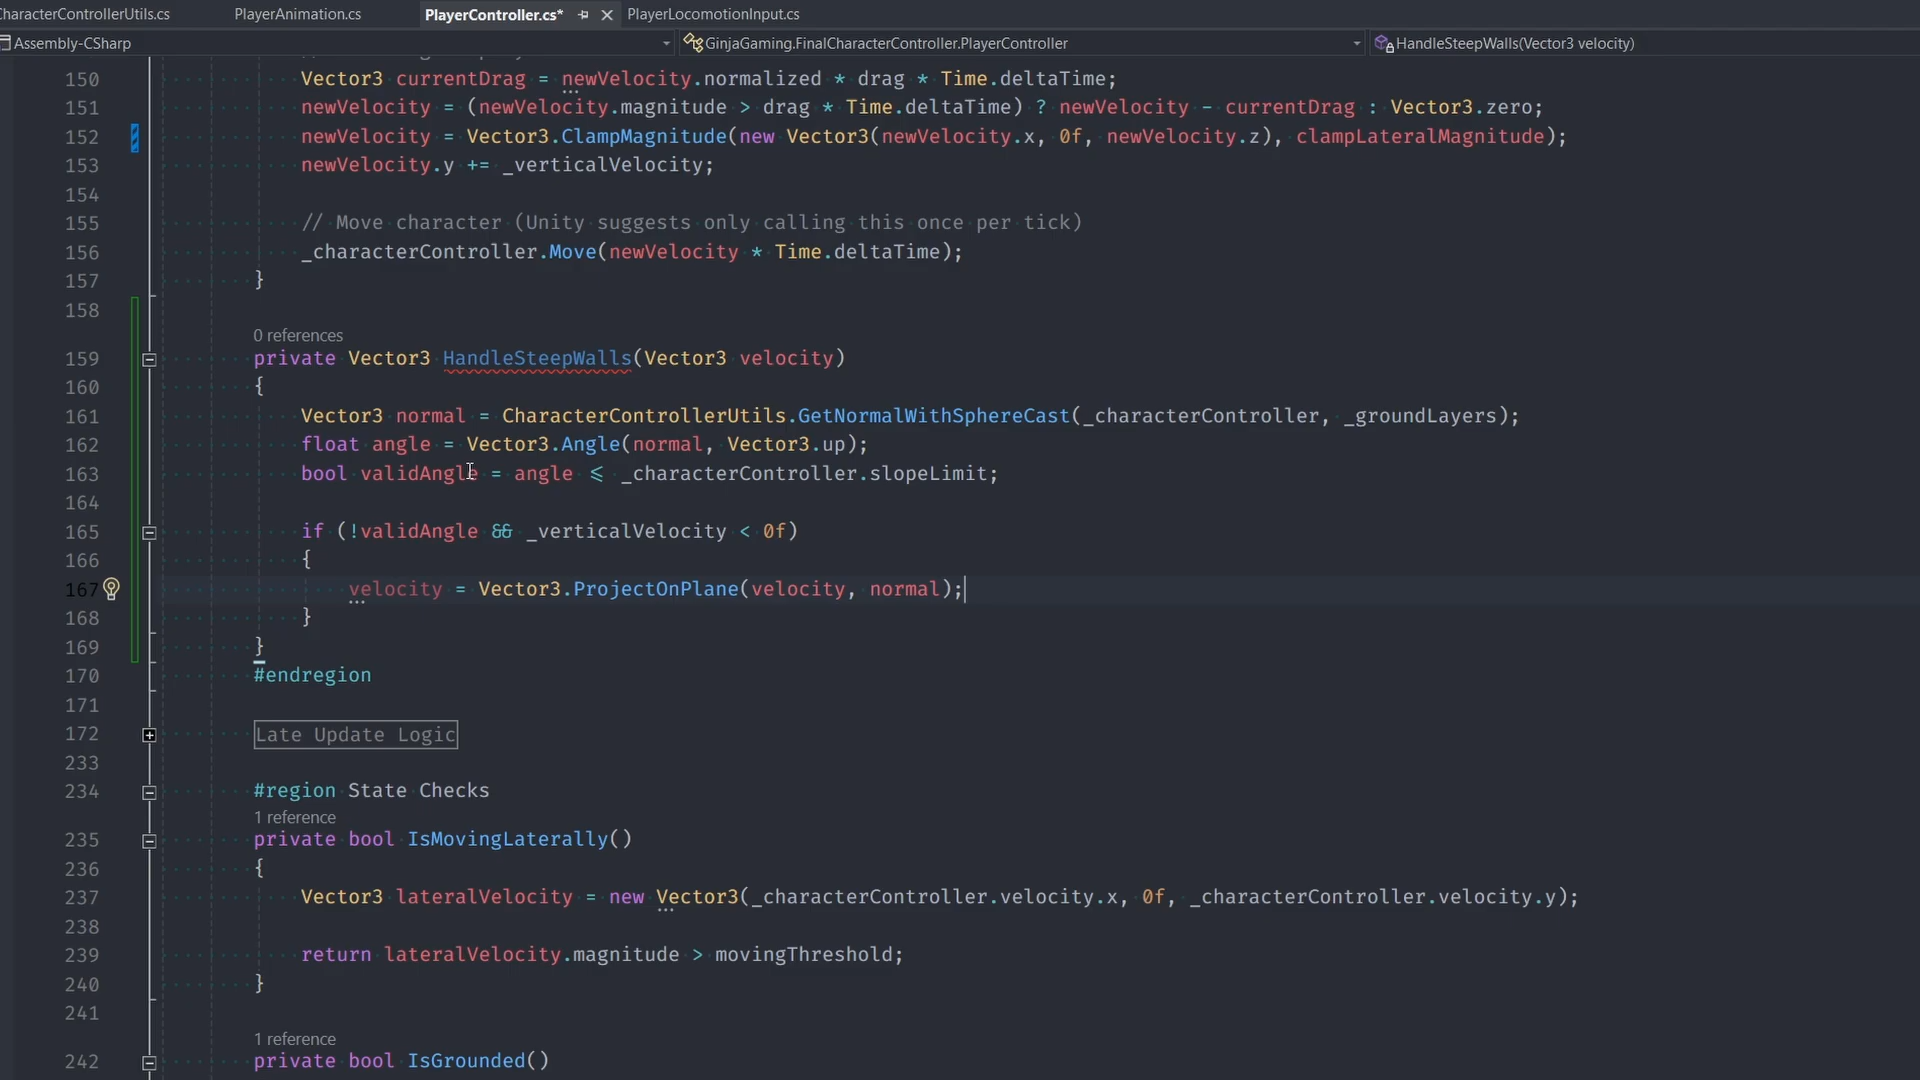 CharacterControllerUtils.cs PlayerAnimation.cs PlayerController.cs* PlayerLocomotionInput.cs
Assembly-CSharp GinjaGaming.FinalCharacterController.PlayerController HandleSteepWalls(Vector3 velocity)
150 Vector3 currentDrag = newVelocity.normalized * drag * Time.deltaTime;
151 newVelocity = (newVelocity.magnitude > drag * Time.deltaTime) ? newVelocity - currentDrag : Vector3.zero;
152 newVelocity = Vector3.ClampMagnitude(new Vector3(newVelocity.x, 0f, newVelocity.z), clampLateralMagnitude);
153 newVelocity.y += _verticalVelocity;
154
155 // Move character (Unity suggests only calling this once per tick)
156 _characterController.Move(newVelocity * Time.deltaTime);
157 }
158
0 references
159 private Vector3 HandleSteepWalls(Vector3 velocity)
160 {
161 Vector3 normal = CharacterControllerUtils.GetNormalWithSphereCast(_characterController, _groundLayers);
162 float angle = Vector3.Angle(normal, Vector3.up);
163 bool validAngle = angle <= _characterController.slopeLimit;
164
165 if (!validAngle && _verticalVelocity < 0f)
166 {
167 velocity = Vector3.ProjectOnPlane(velocity, normal);
168 }
169 }
170 #endregion
171
172 Late Update Logic
233
234 #region State Checks
1 reference
235 private bool IsMovingLaterally()
236 {
237 Vector3 lateralVelocity = new Vector3(_characterController.velocity.x, 0f, _characterController.velocity.y);
238
239 return lateralVelocity.magnitude > movingThreshold;
240 }
241
1 reference
242 private bool IsGrounded()